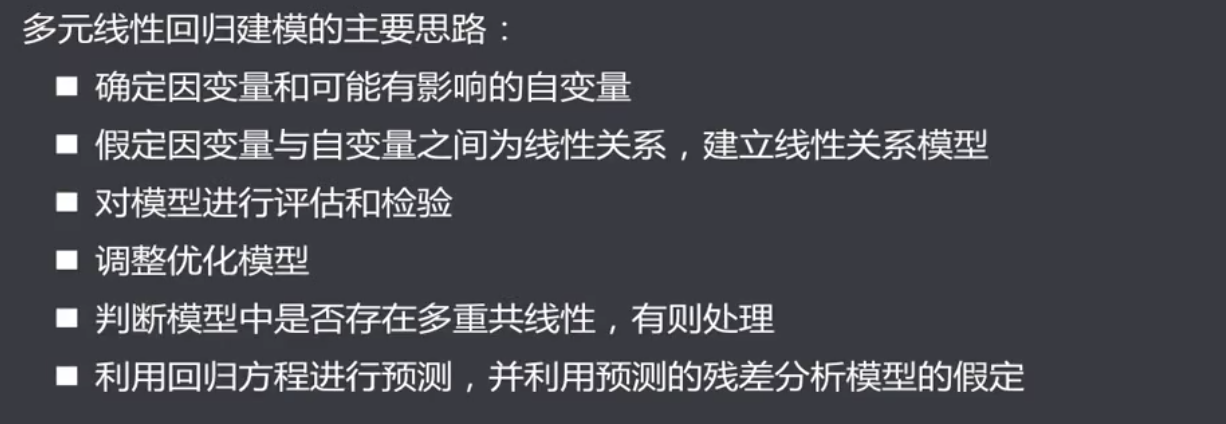 多元线性回归建模的主要思路：
■ 确定因变量和可能有影响的自变量
■ 假定因变量与自变量之间为线性关系，建立线性关系模型
■ 对模型进行评估和检验
■ 调整优化模型
■ 判断模型中是否存在多重共线性，有则处理
■ 利用回归方程进行预测，并利用预测的残差分析模型的假定